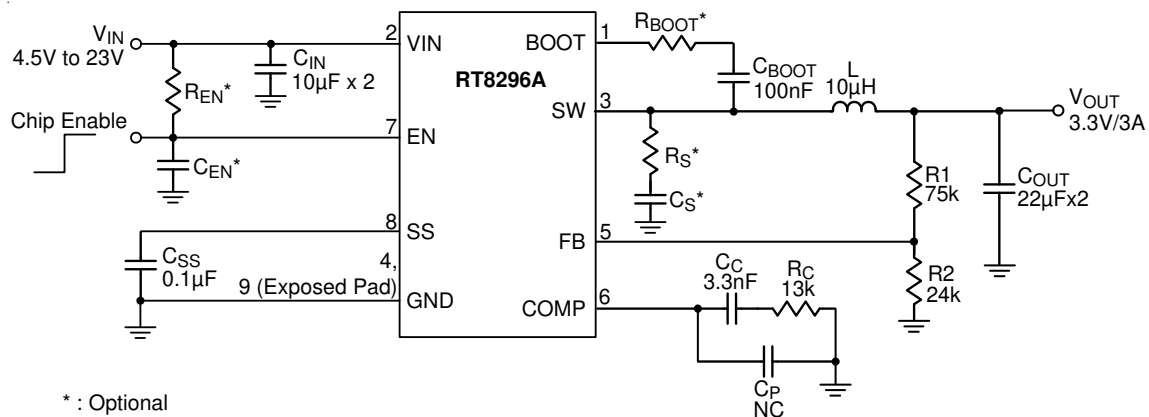 VIN
4.5V to 23V
REN*
CIN
10µF x 2
Chip Enable
CEN*
CSS
0.1µF
2
VIN
7
EN
8
SS
4,
9 (Exposed Pad)
GND
RT8296A
BOOT
1
SW
3
FB
5
COMP
6
RBOOT*
CBOOT
100nF
L
10µH
RS*
CS*
VOUT
3.3V/3A
R1
75k
COUT
22µFx2
R2
24k
CC
3.3nF
RC
13k
CP
NC
* : Optional